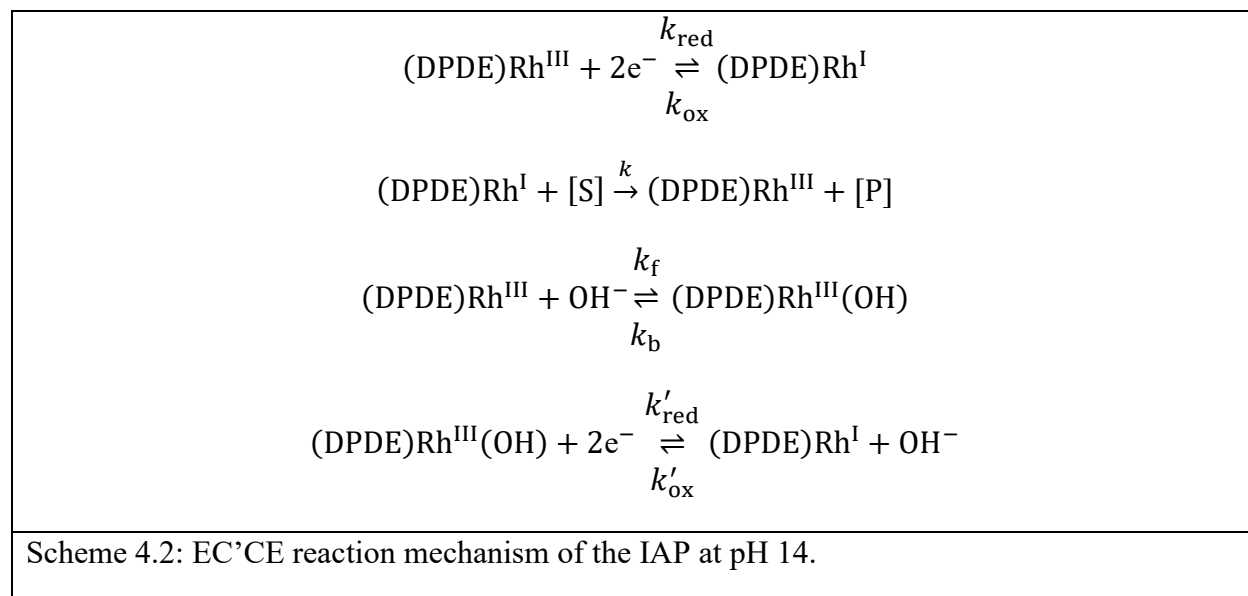 k_red
(DPDE)Rh^III + 2e^− ⇌ (DPDE)Rh^I
k_ox
k
(DPDE)Rh^I + [S] → (DPDE)Rh^III + [P]
k_f
(DPDE)Rh^III + OH^− ⇌ (DPDE)Rh^III(OH)
k_b
k′_red
(DPDE)Rh^III(OH) + 2e^− ⇌ (DPDE)Rh^I + OH^−
k′_ox
Scheme 4.2: EC’CE reaction mechanism of the IAP at pH 14.